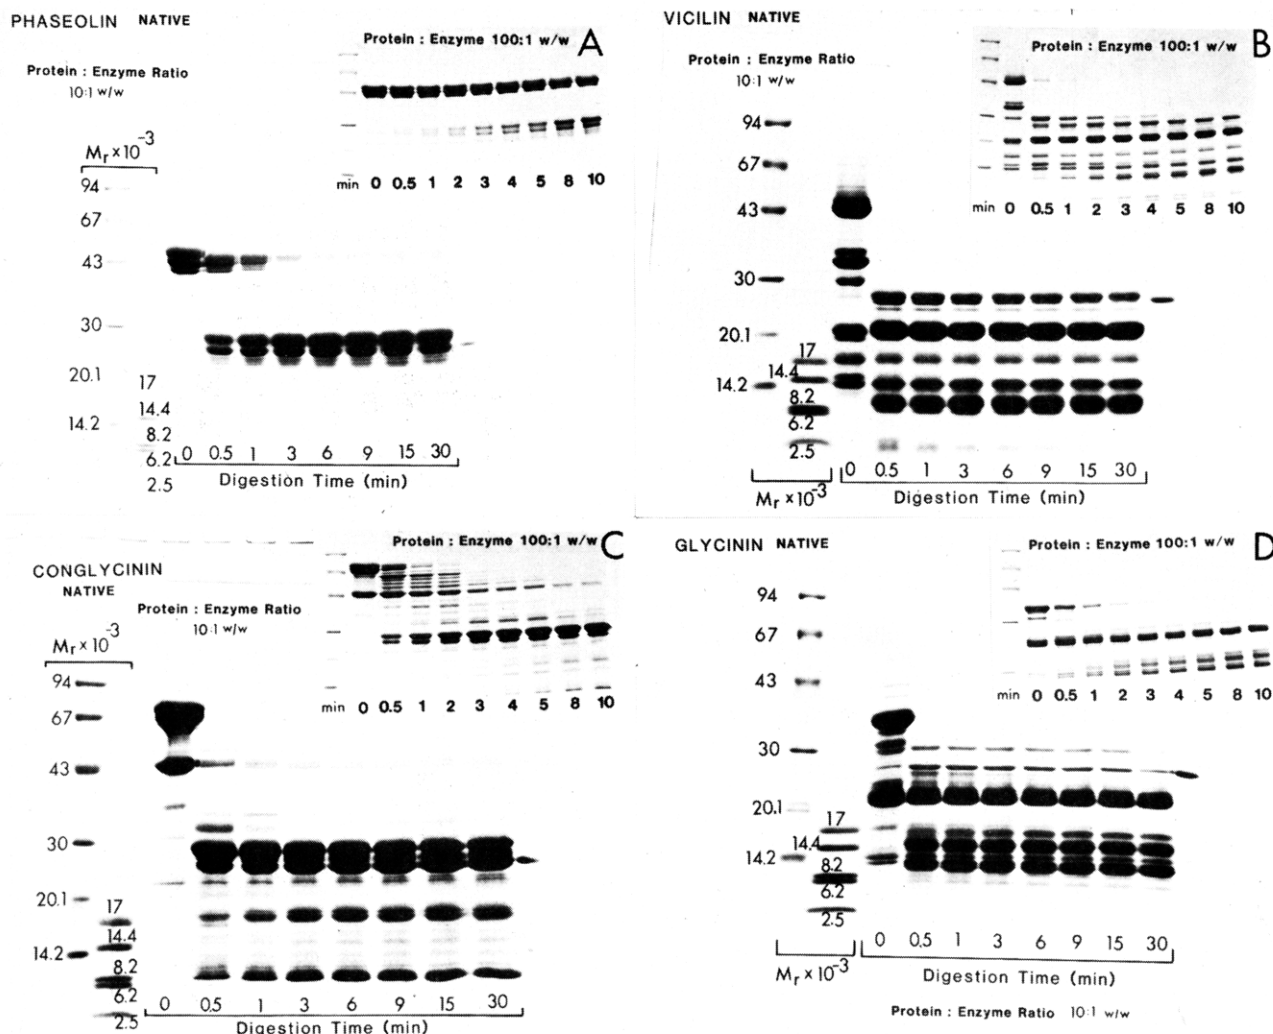 PHASEOLIN NATIVE
Protein : Enzyme 100:1 w/w A
Protein : Enzyme Ratio
10:1 w/w
Mr x 10-3
94
67
43
30
20.1
14.2
17
14.4
8.2
6.2
2.5
min 0 0.5 1 2 3 4 5 8 10
0 0.5 1 3 6 9 15 30
Digestion Time (min)
VICILIN NATIVE
Protein : Enzyme 100:1 w/w B
Protein : Enzyme Ratio
10:1 w/w
94
67
43
30
20.1
14.2
17
14.4
8.2
6.2
2.5
Mr x 10-3
min 0 0.5 1 2 3 4 5 8 10
0 0.5 1 3 6 9 15 30
Digestion Time (min)
CONGLYCININ
NATIVE
Protein : Enzyme 100:1 w/w C
Protein : Enzyme Ratio
10:1 w/w
Mr x 10-3
94
67
43
30
20.1
14.2
17
14.4
8.2
6.2
2.5
min 0 0.5 1 2 3 4 5 8 10
0 0.5 1 3 6 9 15 30
Digestion Time (min)
GLYCININ NATIVE
Protein : Enzyme 100:1 w/w D
94
67
43
30
20.1
14.2
17
14.4
8.2
6.2
2.5
Mr x 10-3
min 0 0.5 1 2 3 4 5 8 10
0 0.5 1 3 6 9 15 30
Digestion Time (min)
Protein : Enzyme Ratio 10:1 w/w